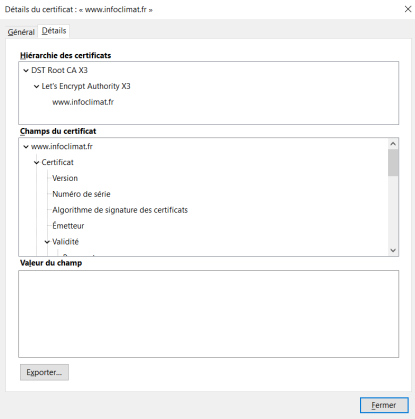 Détails du certificat : « www.infoclimat.fr »
Général Détails
Hiérarchie des certificats
DST Root CA X3
Let's Encrypt Authority X3
www.infoclimat.fr
Champs du certificat
www.infoclimat.fr
Certificat
Version
Numéro de série
Algorithme de signature des certificats
Émetteur
Validité
Valeur du champ
Exporter...
Fermer